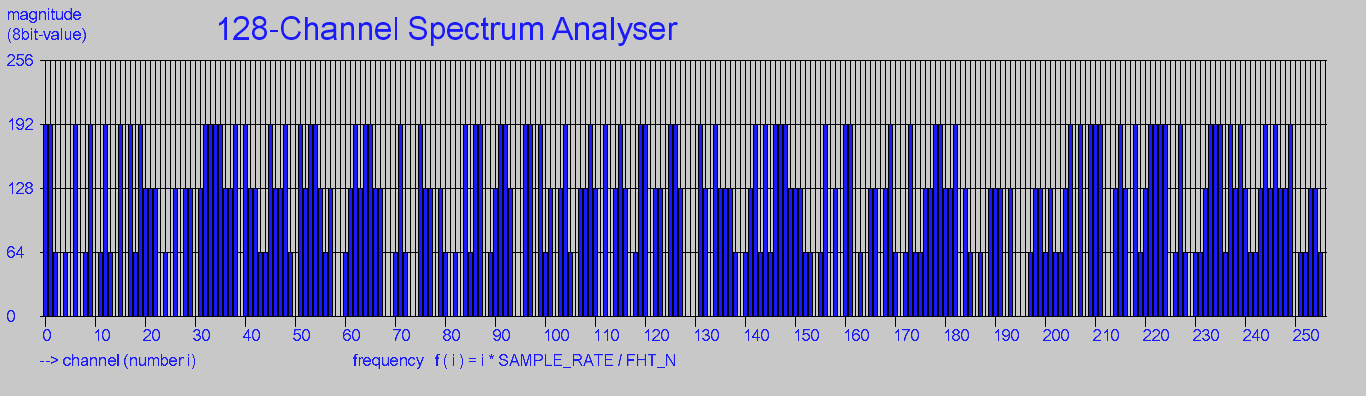 magnitude
(8bit-value)
128-Channel Spectrum Analyser
256
192
128
64
0
0 10 20 30 40 50 60 70 80 90 100 110 120 130 140 150 160 170 180 190 200 210 220 230 240 250
--> channel (number i)
frequency f ( i ) = i * SAMPLE_RATE / FHT_N